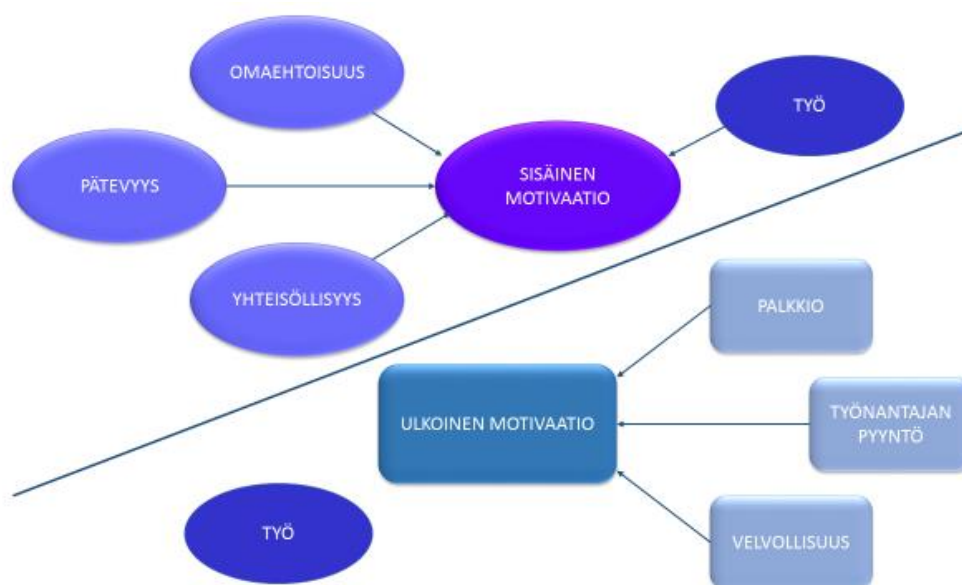 OMAEHTOISUUS
TYÖ
PÄTEVYYS
SISÄINEN
MOTIVAATIO
YHTEISÖLLISYYS
PALKKIO
ULKOINEN MOTIVAATIO
TYÖNANTAJAN
PYYNTÖ
TYÖ
VELVOLLISUUS